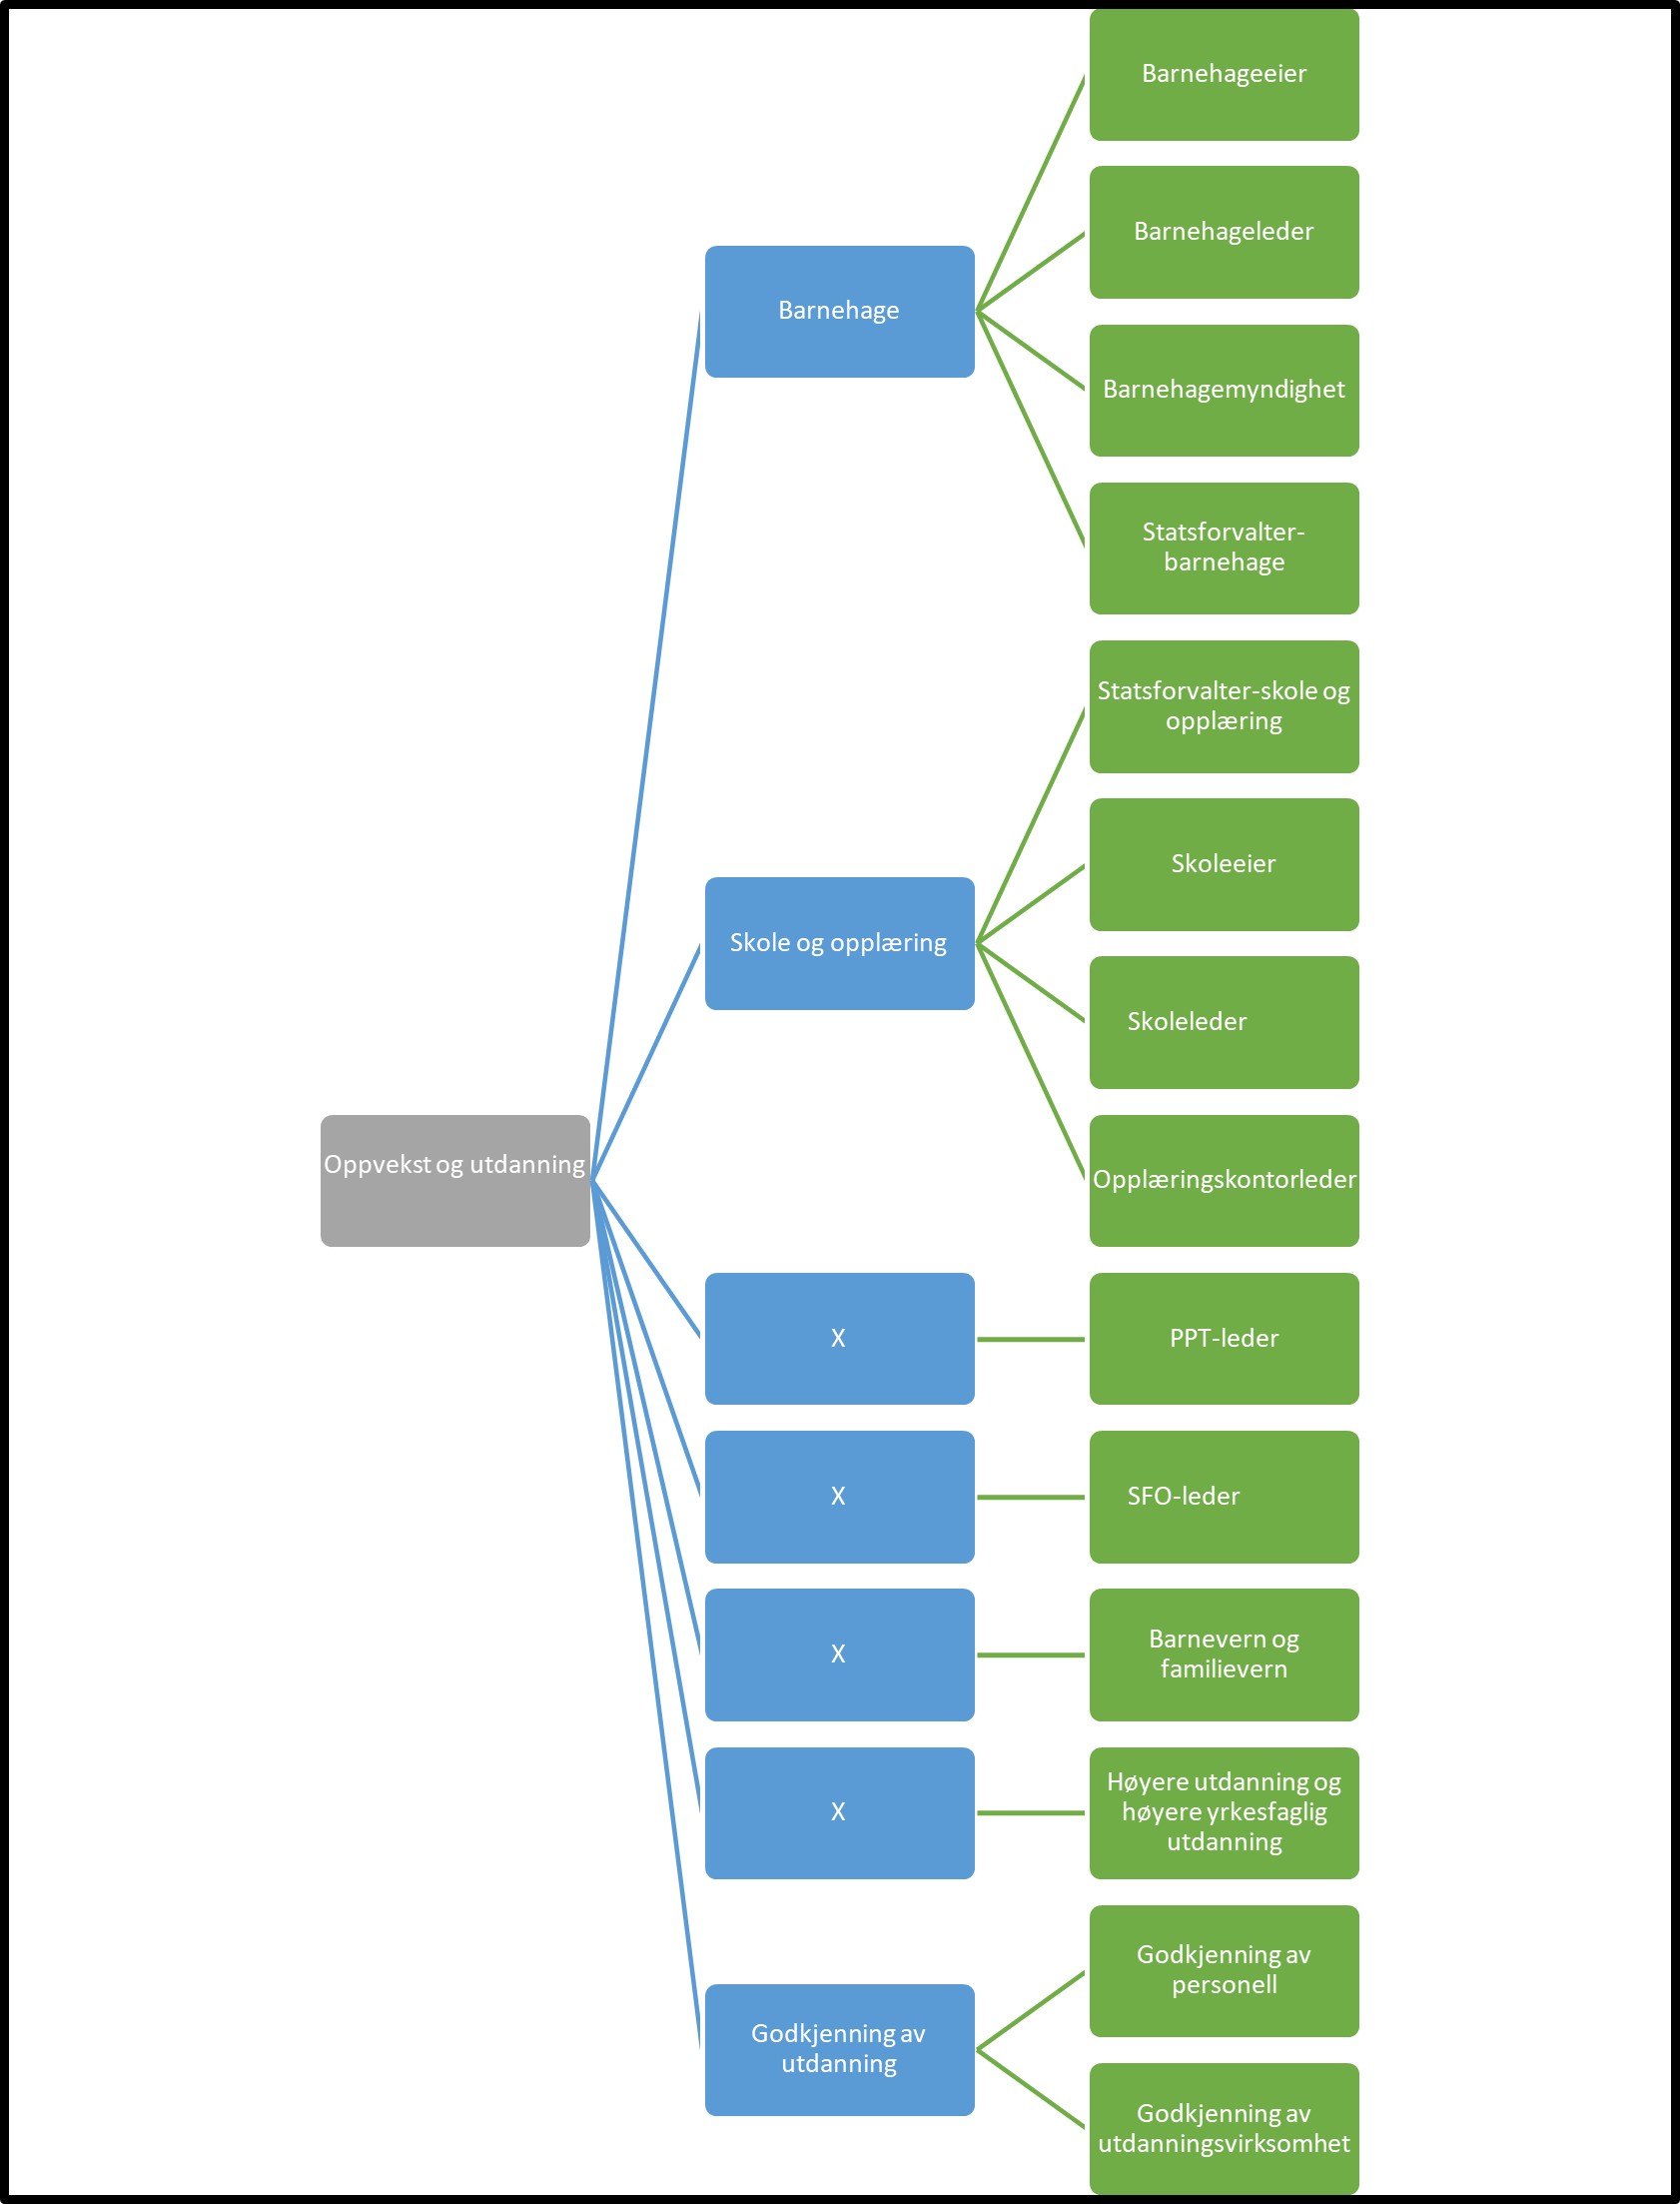 Barnehageeier
Barnehageleder
Barnehage
Barnehagemyndighet
Statsforvalter-
barnehage
Statsforvalter-skole og
opplæring
Skoleeier
Skole og opplæring
Skoleleder
Oppvekst og utdanning
Opplæringskontorleder
X
PPT-leder
X
SFO-leder
X
Barnevern og
familievern
X
Høyere utdanning og
høyere yrkesfaglig
utdanning
Godkjenning av
personell
Godkjenning av
utdanning
Godkjenning av
utdanningsvirksomhet